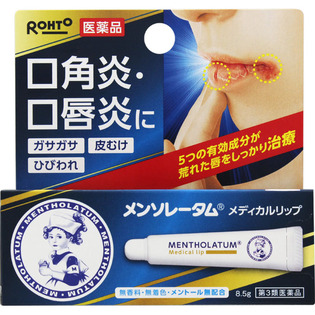 ROHTO 医薬品
口角炎・
口唇炎に
ガサガサ 皮むけ
ひびわれ
5つの有効成分が
荒れた唇をしっかり治療
MENTHOLATUM MENTHOLATUM
メンソレータム® メディカルリップ
MENTHOLATUM®
Medical lip
無香料・無着色・メントール無配合
8.5g 第3類医薬品